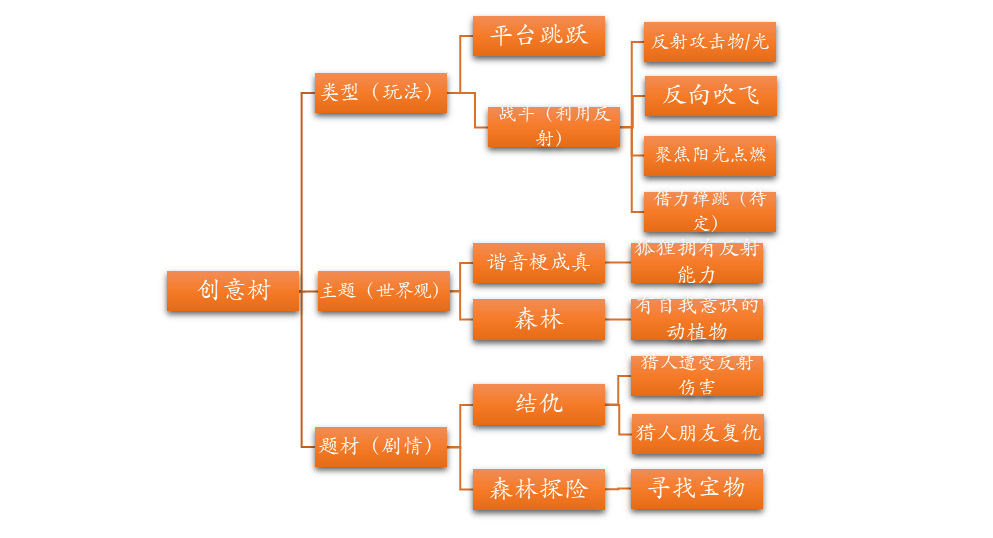 平台跳跃
反射攻击物/光
类型（玩法）
反向吹飞
战斗（利用反
射）
聚焦阳光点燃
借力弹跳（待
定）
谐音梗成真
狐狸拥有反射
能力
创意树
主题（世界观）
森林
有自我意识的
动植物
猎人遭受反射
伤害
结仇
猎人朋友复仇
题材（剧情）
森林探险
寻找宝物